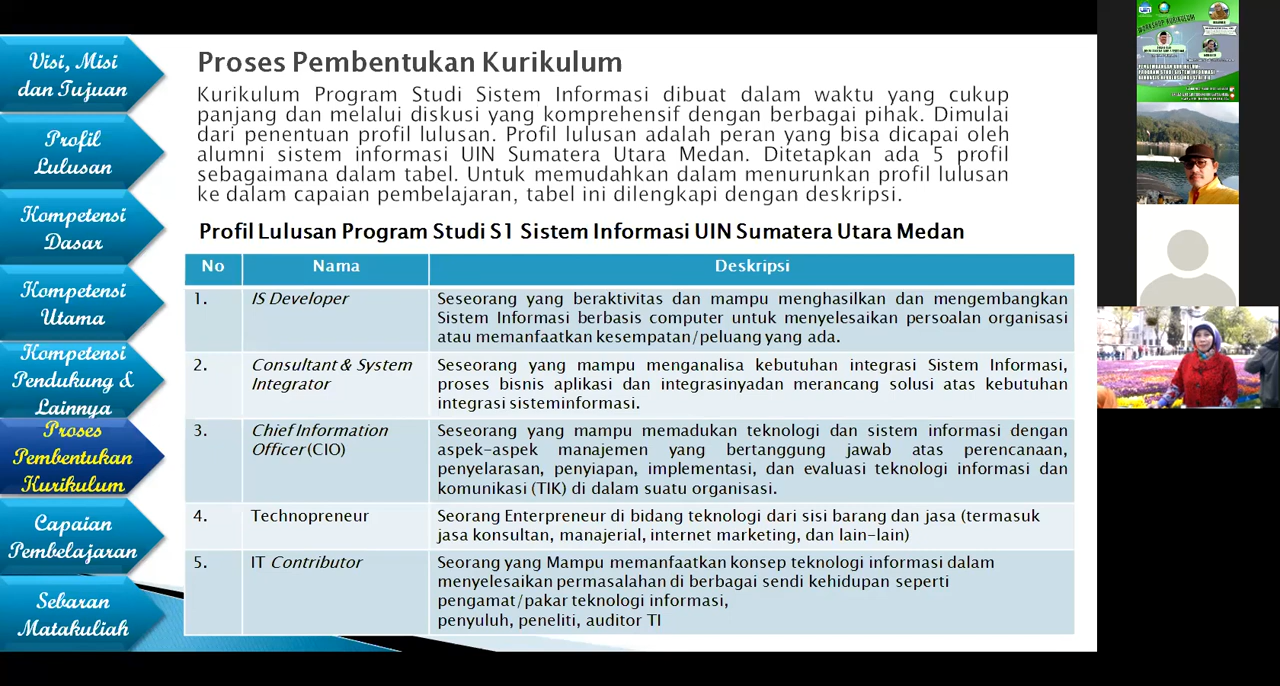 Visi, Misi
dan Tujuan
Profil
Lulusan
Kompetensi
Dasar
Kompetensi
Utama
Kompetensi
Pendukung &
Lainnya
Proses
Pembentukan
Kurikulum
Capaian
Pembelajaran
Sebaran
Matakuliah
Proses Pembentukan Kurikulum
Kurikulum Program Studi Sistem Informasi dibuat dalam waktu yang cukup
panjang dan melalui diskusi yang komprehensif dengan berbagai pihak. Dimulai
dari penentuan profil lulusan. Profil lulusan adalah peran yang bisa dicapai oleh
alumni sistem informasi UIN Sumatera Utara Medan. Ditetapkan ada 5 profil
sebagaimana dalam tabel. Untuk memudahkan dalam menurunkan profil lulusan
ke dalam capaian pembelajaran, tabel ini dilengkapi dengan deskripsi.
Profil Lulusan Program Studi S1 Sistem Informasi UIN Sumatera Utara Medan
No Nama Deskripsi
1. IS Developer Seseorang yang beraktivitas dan mampu menghasilkan dan mengembangkan
Sistem Informasi berbasis computer untuk menyelesaikan persoalan organisasi
atau memanfaatkan kesempatan/peluang yang ada.
2. Consultant & System Seseorang yang mampu menganalisa kebutuhan integrasi Sistem Informasi,
Integrator proses bisnis aplikasi dan integrasinyadan merancang solusi atas kebutuhan
integrasi sisteminformasi.
3. Chief Information Seseorang yang mampu memadukan teknologi dan sistem informasi dengan
Officer (CIO) aspek-aspek manajemen yang bertanggung jawab atas perencanaan,
penyelarasan, penyiapan, implementasi, dan evaluasi teknologi informasi dan
komunikasi (TIK) di dalam suatu organisasi.
4. Technopreneur Seorang Enterpreneur di bidang teknologi dari sisi barang dan jasa (termasuk
jasa konsultan, manajerial, internet marketing, dan lain-lain)
5. IT Contributor Seorang yang Mampu memanfaatkan konsep teknologi informasi dalam
menyelesaikan permasalahan di berbagai sendi kehidupan seperti
pengamat/pakar teknologi informasi,
penyuluh, peneliti, auditor TI
WORKSHOP KURIKULUM